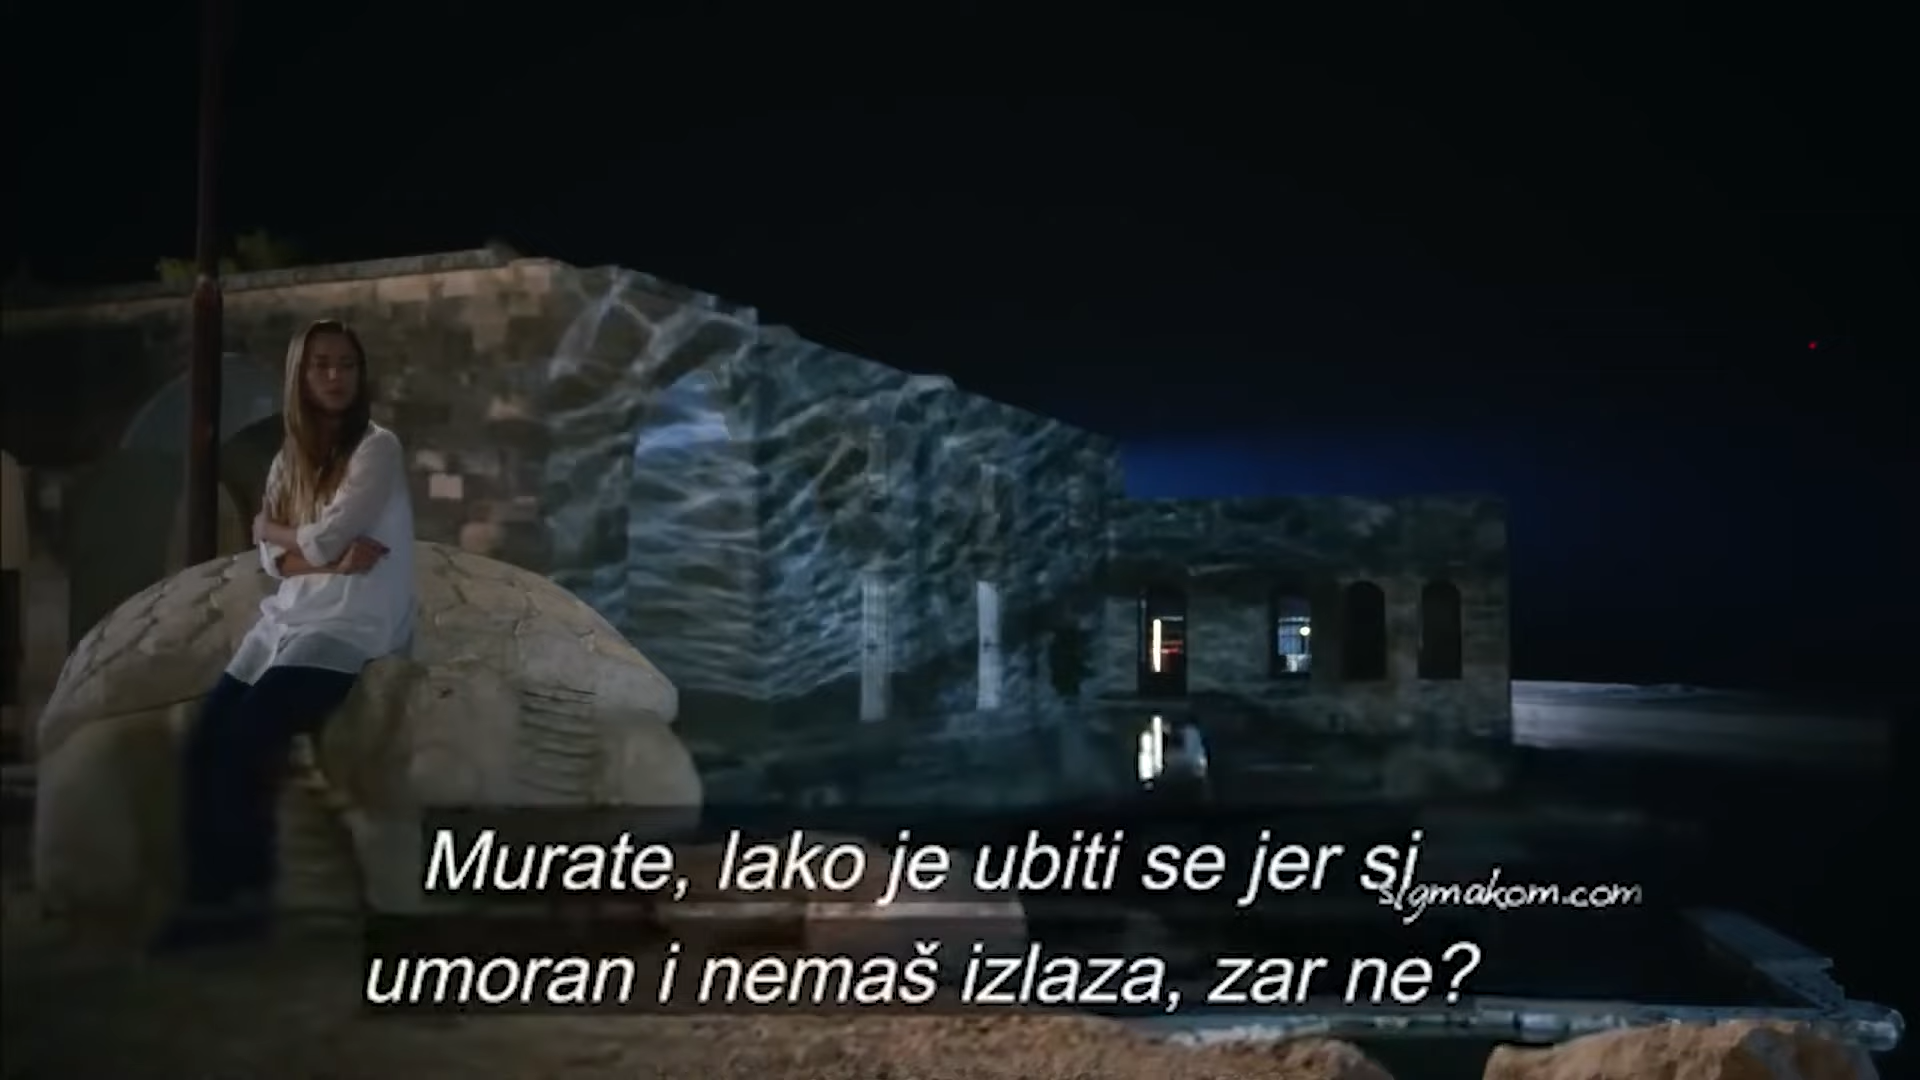 Murate, lako je ubiti se jer si
sigmakom.com
umoran i nemaš izlaza, zar ne?